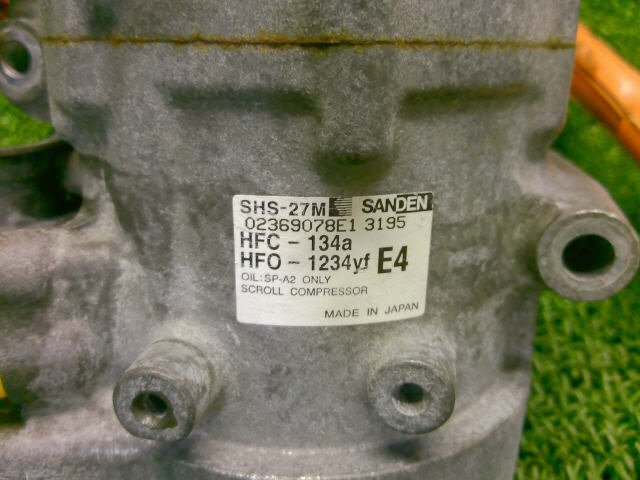 SHS-27M SANDEN
02369078E1 3195
HFC - 134a
HFO - 1234yf E4
OIL:SP-A2 ONLY
SCROLL COMPRESSOR
MADE IN JAPAN